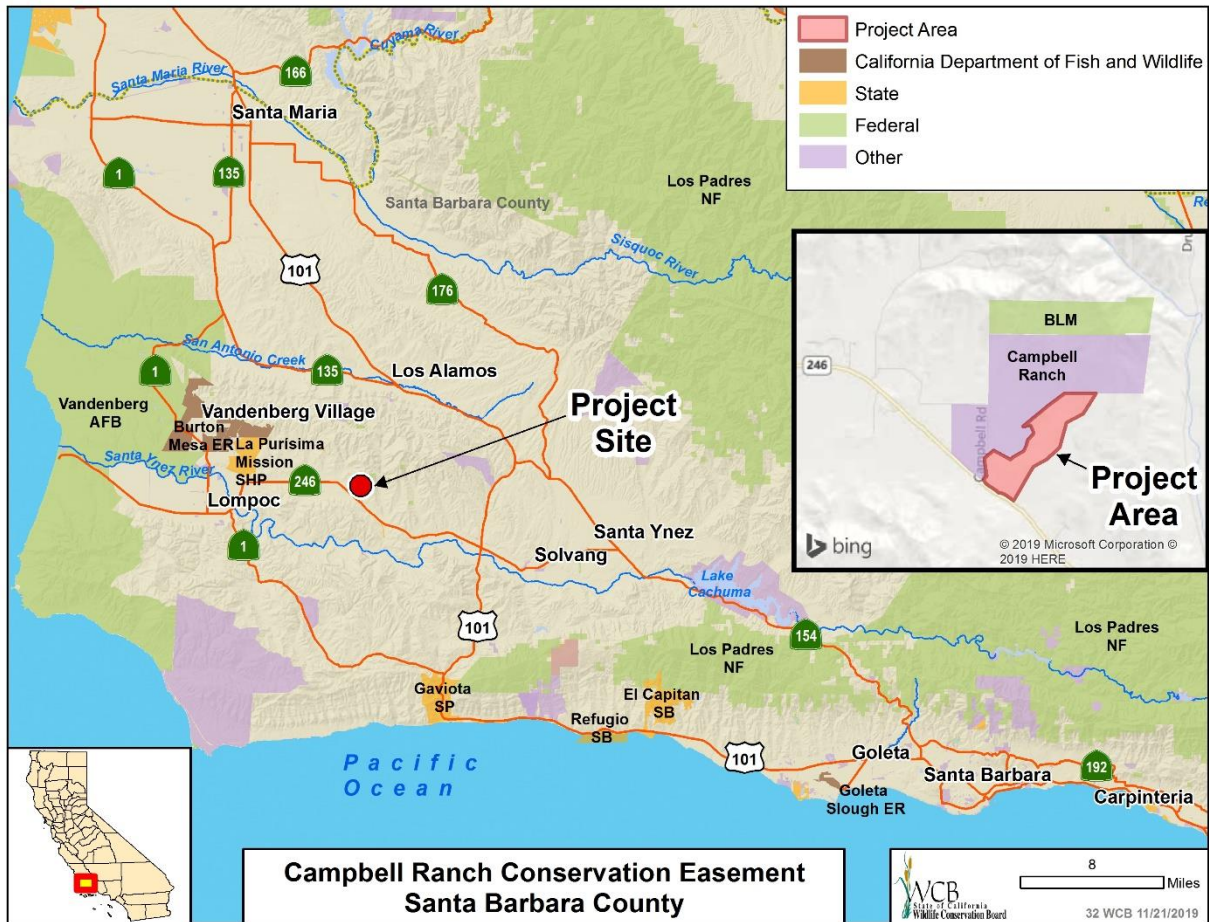 Project Area
California Department of Fish and Wildlife
State
Federal
Other
Cuyama River
Santa Maria River
166
Santa Maria
1
135
Los Padres
NF
Santa Barbara County
Sisquoc River
101
176
San Antonio Creek
1
135
Los Alamos
Vandenberg
AFB
Vandenberg Village
Burton
Mesa ER
La Purisima
Mission
SHP
Project
Site
Santa Ynez River
246
Lompoc
1
Santa Ynez
Solvang
Lake
Cachuma
101
154
Los Padres
NF
Los Padres
NF
Gaviota
SP
El Capitan
SB
Refugio
SB
101
Goleta
Santa Barbara
192
Goleta
Slough ER
Carpinteria
Pacific
Ocean
BLM
Campbell
Ranch
246
Campbell Rd
Project
Area
bing
© 2019 Microsoft Corporation ©
2019 HERE
Campbell Ranch Conservation Easement
Santa Barbara County
WCB
State of California
Wildlife Conservation Board
8
Miles
32 WCB 11/21/2019